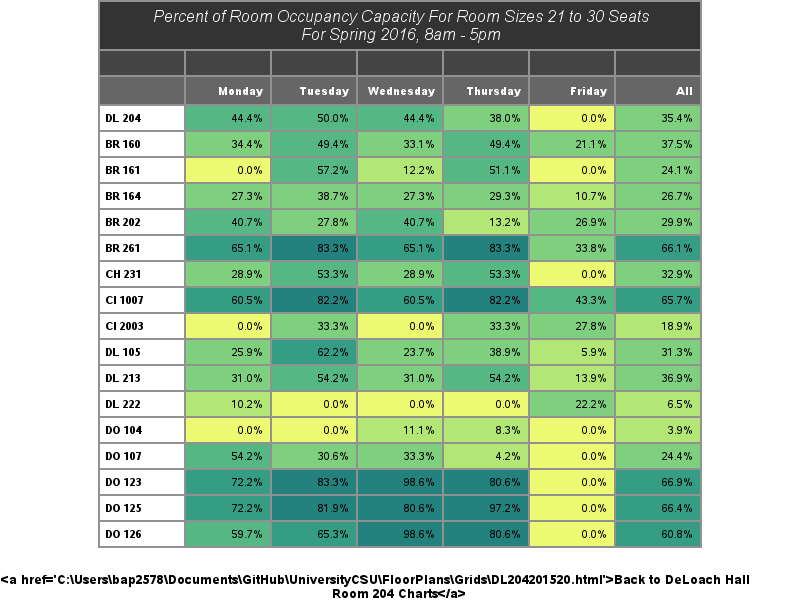 Percent of Room Occupancy Capacity For Room Sizes 21 to 30 Seats
For Spring 2016, 8am - 5pm
Monday Tuesday Wednesday Thursday Friday All
DL 204 44.4% 50.0% 44.4% 38.0% 0.0% 35.4%
BR 160 34.4% 49.4% 33.1% 49.4% 21.1% 37.5%
BR 161 0.0% 57.2% 12.2% 51.1% 0.0% 24.1%
BR 164 27.3% 38.7% 27.3% 29.3% 10.7% 26.7%
BR 202 40.7% 27.8% 40.7% 13.2% 26.9% 29.9%
BR 261 65.1% 83.3% 65.1% 83.3% 33.8% 66.1%
CH 231 28.9% 53.3% 28.9% 53.3% 0.0% 32.9%
CI 1007 60.5% 82.2% 60.5% 82.2% 43.3% 65.7%
CI 2003 0.0% 33.3% 0.0% 33.3% 27.8% 18.9%
DL 105 25.9% 62.2% 23.7% 38.9% 5.9% 31.3%
DL 213 31.0% 54.2% 31.0% 54.2% 13.9% 36.9%
DL 222 10.2% 0.0% 0.0% 0.0% 22.2% 6.5%
DO 104 0.0% 0.0% 11.1% 8.3% 0.0% 3.9%
DO 107 54.2% 30.6% 33.3% 4.2% 0.0% 24.4%
DO 123 72.2% 83.3% 98.6% 80.6% 0.0% 66.9%
DO 125 72.2% 81.9% 80.6% 97.2% 0.0% 66.4%
DO 126 59.7% 65.3% 98.6% 80.6% 0.0% 60.8%
<a href='C:\Users\bap2578\Documents\GitHub\UniversityCSU\FloorPlans\Grids\DL204201520.html'>Back to DeLoach Hall
Room 204 Charts</a>